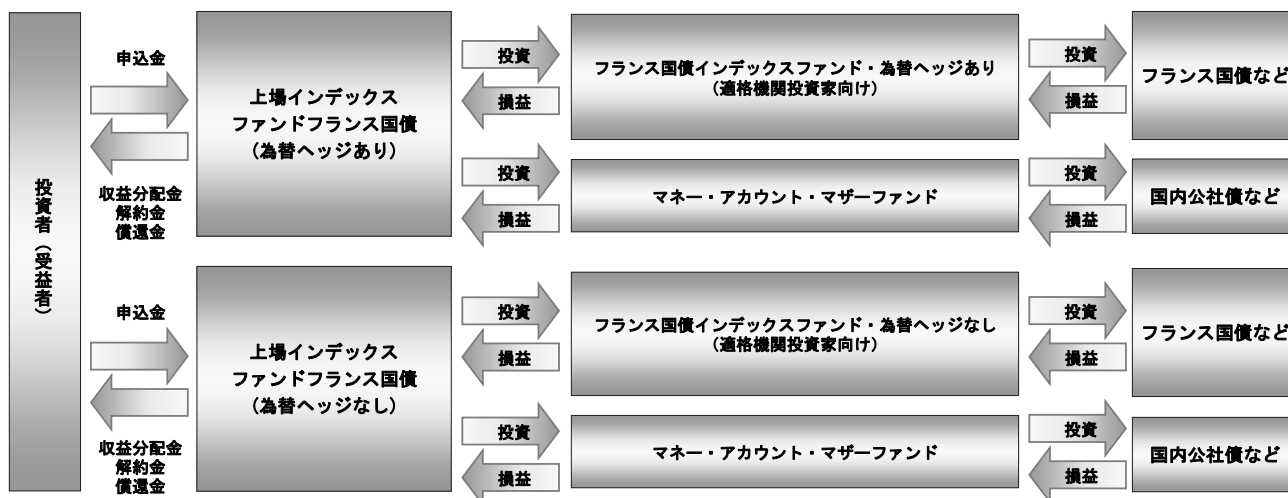 投資者（受益者）
申込金
収益分配金
解約金
償還金
上場インデックス
ファンドフランス国債
(為替ヘッジあり)
投資
損益
フランス国債インデックスファンド・為替ヘッジあり
(適格機関投資家向け)
投資
損益
フランス国債など
投資
損益
マネー・アカウント・マザーファンド
投資
損益
国内公社債など
申込金
収益分配金
解約金
償還金
上場インデックス
ファンドフランス国債
(為替ヘッジなし)
投資
損益
フランス国債インデックスファンド・為替ヘッジなし
(適格機関投資家向け)
投資
損益
フランス国債など
投資
損益
マネー・アカウント・マザーファンド
投資
損益
国内公社債など